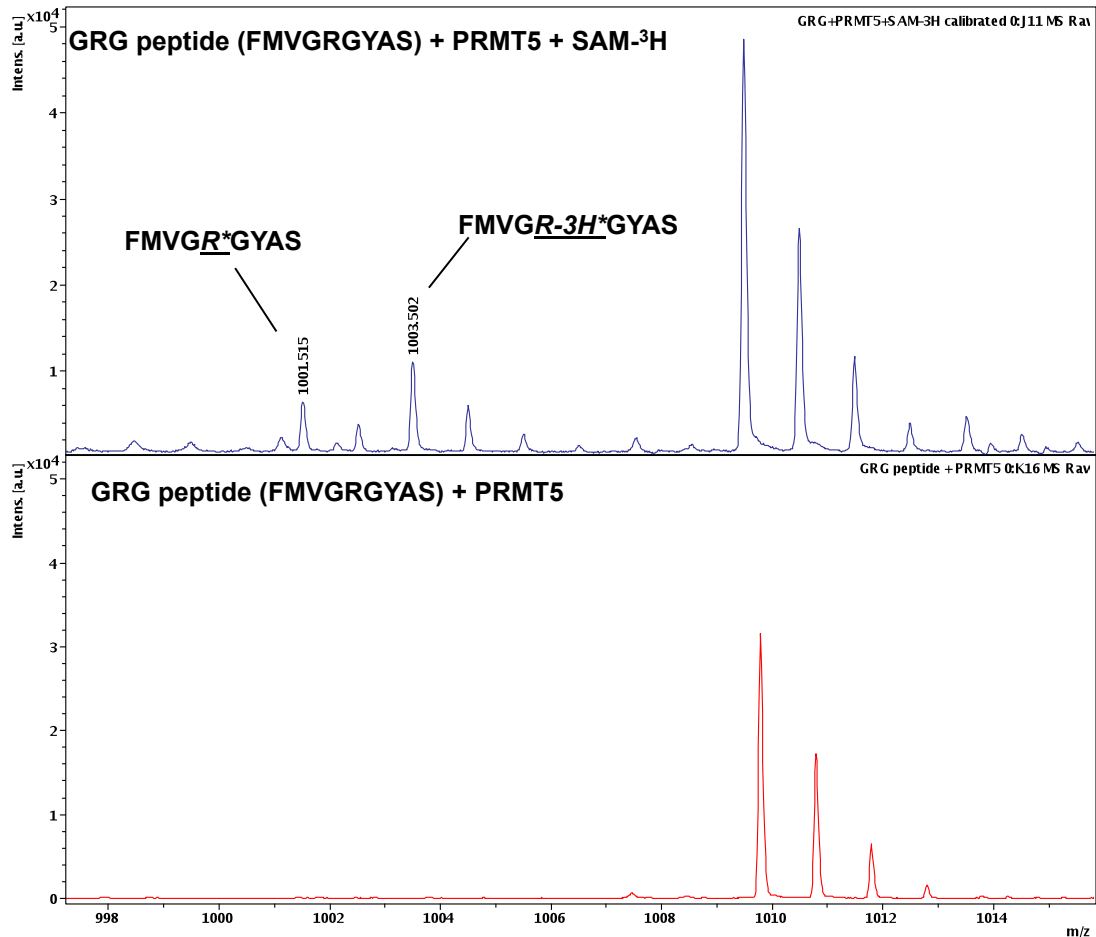 x10⁴
GRG+PRMT5+SAM-3H calibrated 0:J11 MS Raw
GRG peptide (FMVGRGYAS) + PRMT5 + SAM-³H
Intens. [a.u.]
5
4
3
2
1
FMVGR*GYAS
FMVGR-3H*GYAS
1001.515
1003.502
x10⁴
GRG peptide +PRMT5 0:K16 MS Raw
GRG peptide (FMVGRGYAS) + PRMT5
Intens. [a.u.]
5
4
3
2
1
0
998 1000 1002 1004 1006 1008 1010 1012 1014
m/z